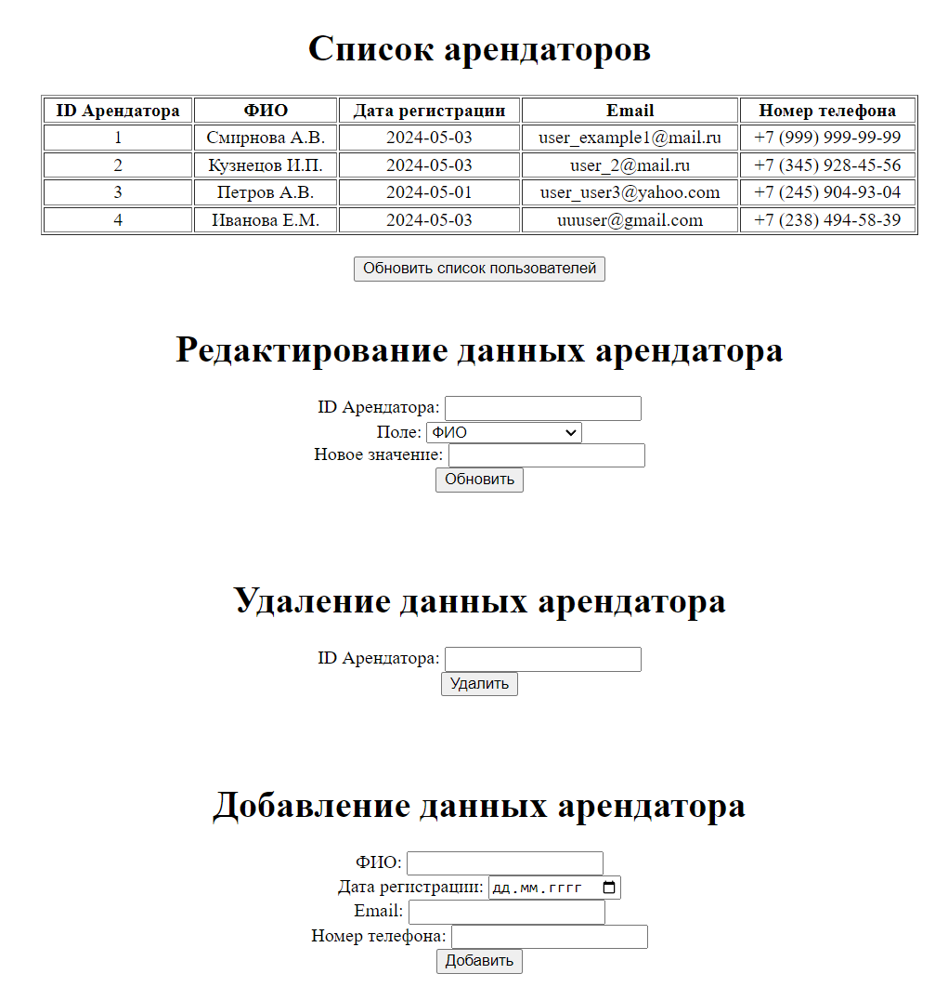 Список арендаторов
ID Арендатора ФИО Дата регистрации Email Номер телефона
1 Смирнова А.В. 2024-05-03 user_example1@mail.ru +7 (999) 999-99-99
2 Кузнецов И.П. 2024-05-03 user_2@mail.ru +7 (345) 928-45-56
3 Петров А.В. 2024-05-01 user_user3@yahoo.com +7 (245) 904-93-04
4 Иванова Е.М. 2024-05-03 uuuser@gmail.com +7 (238) 494-58-39
Обновить список пользователей
Редактирование данных арендатора
ID Арендатора:
Поле: ФИО
Новое значение:
Обновить
Удаление данных арендатора
ID Арендатора:
Удалить
Добавление данных арендатора
ФИО:
Дата регистрации: дд.мм.гггг
Email:
Номер телефона:
Добавить